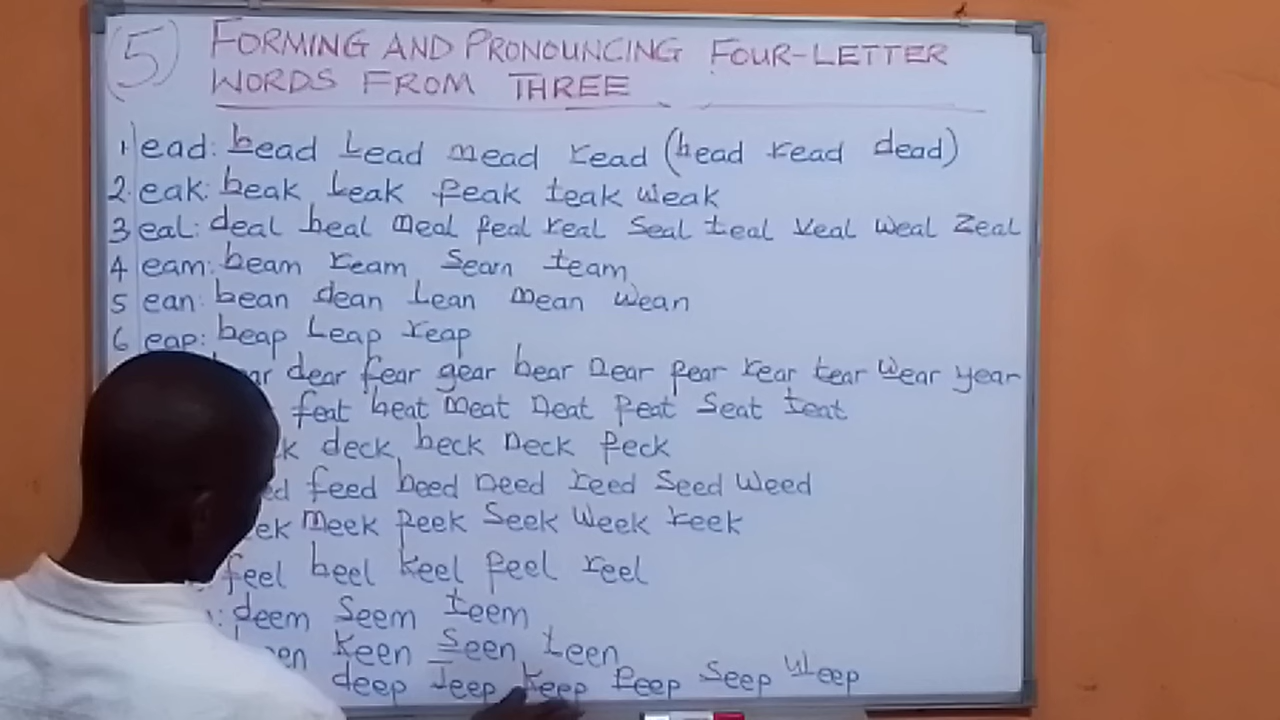 (5) FORMING AND PRONOUNCING FOUR-LETTER
WORDS FROM THREE
1 ead: bead Lead mead read (head read dead)
2. eak: beak Leak peak teak weak
3 eal: deal heal meal peal real seal teal veal weal zeal
4 eam: beam ream seam team
5 ean: bean dean Lean mean wean
6 eap: heap Leap reap
ear dear fear gear hear near pear rear tear wear year
feat heat meat neat peat seat teat
k deck heck neck peck
ed feed heed need reed seed weed
ek meek peek seek week reek
feel heel keel peel reel
: deem seem teem
een keen seen teen
deep jeep keep peep seep weep